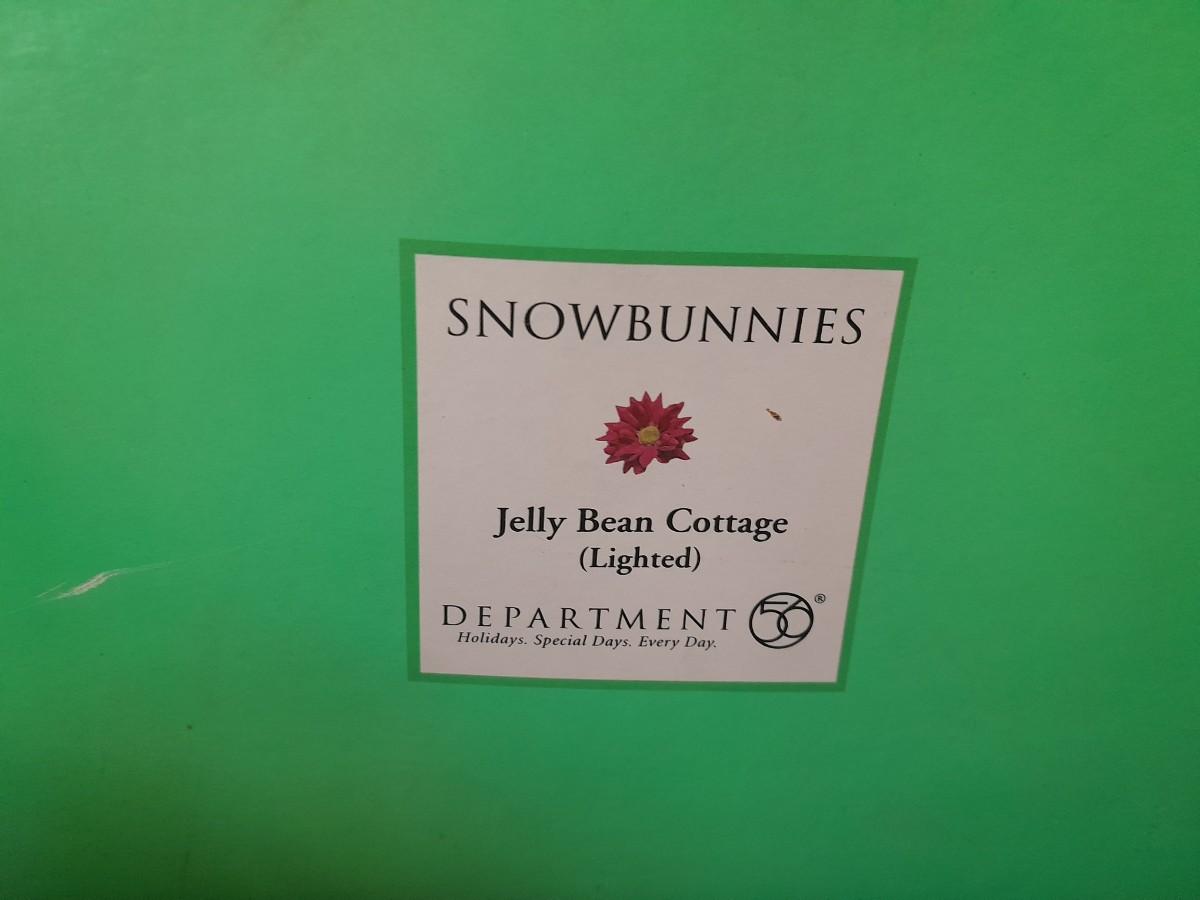 SNOWBUNNIES
Jelly Bean Cottage
(Lighted)
DEPARTMENT 56®
Holidays. Special Days. Every Day.